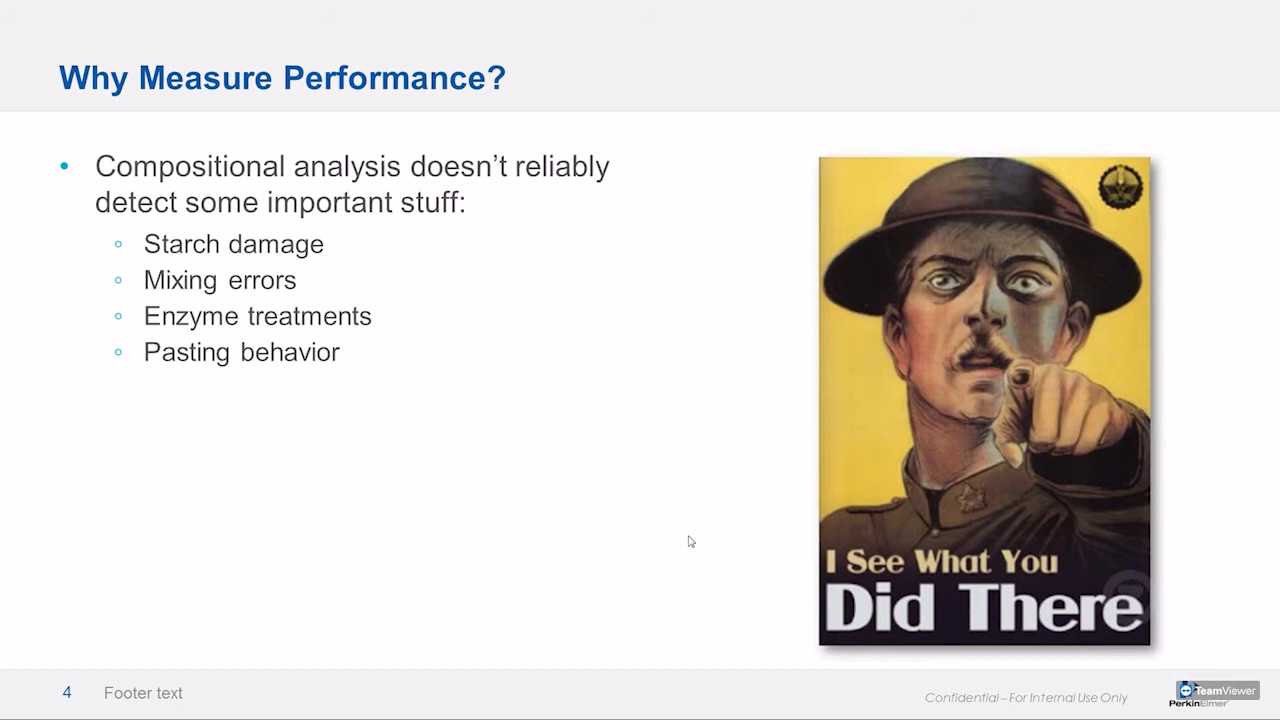 Why Measure Performance?
• Compositional analysis doesn’t reliably
detect some important stuff:
◦ Starch damage
◦ Mixing errors
◦ Enzyme treatments
◦ Pasting behavior
I See What You
Did There
4 Footer text
Confidential – For Internal Use Only
TeamViewer
PerkinElmer